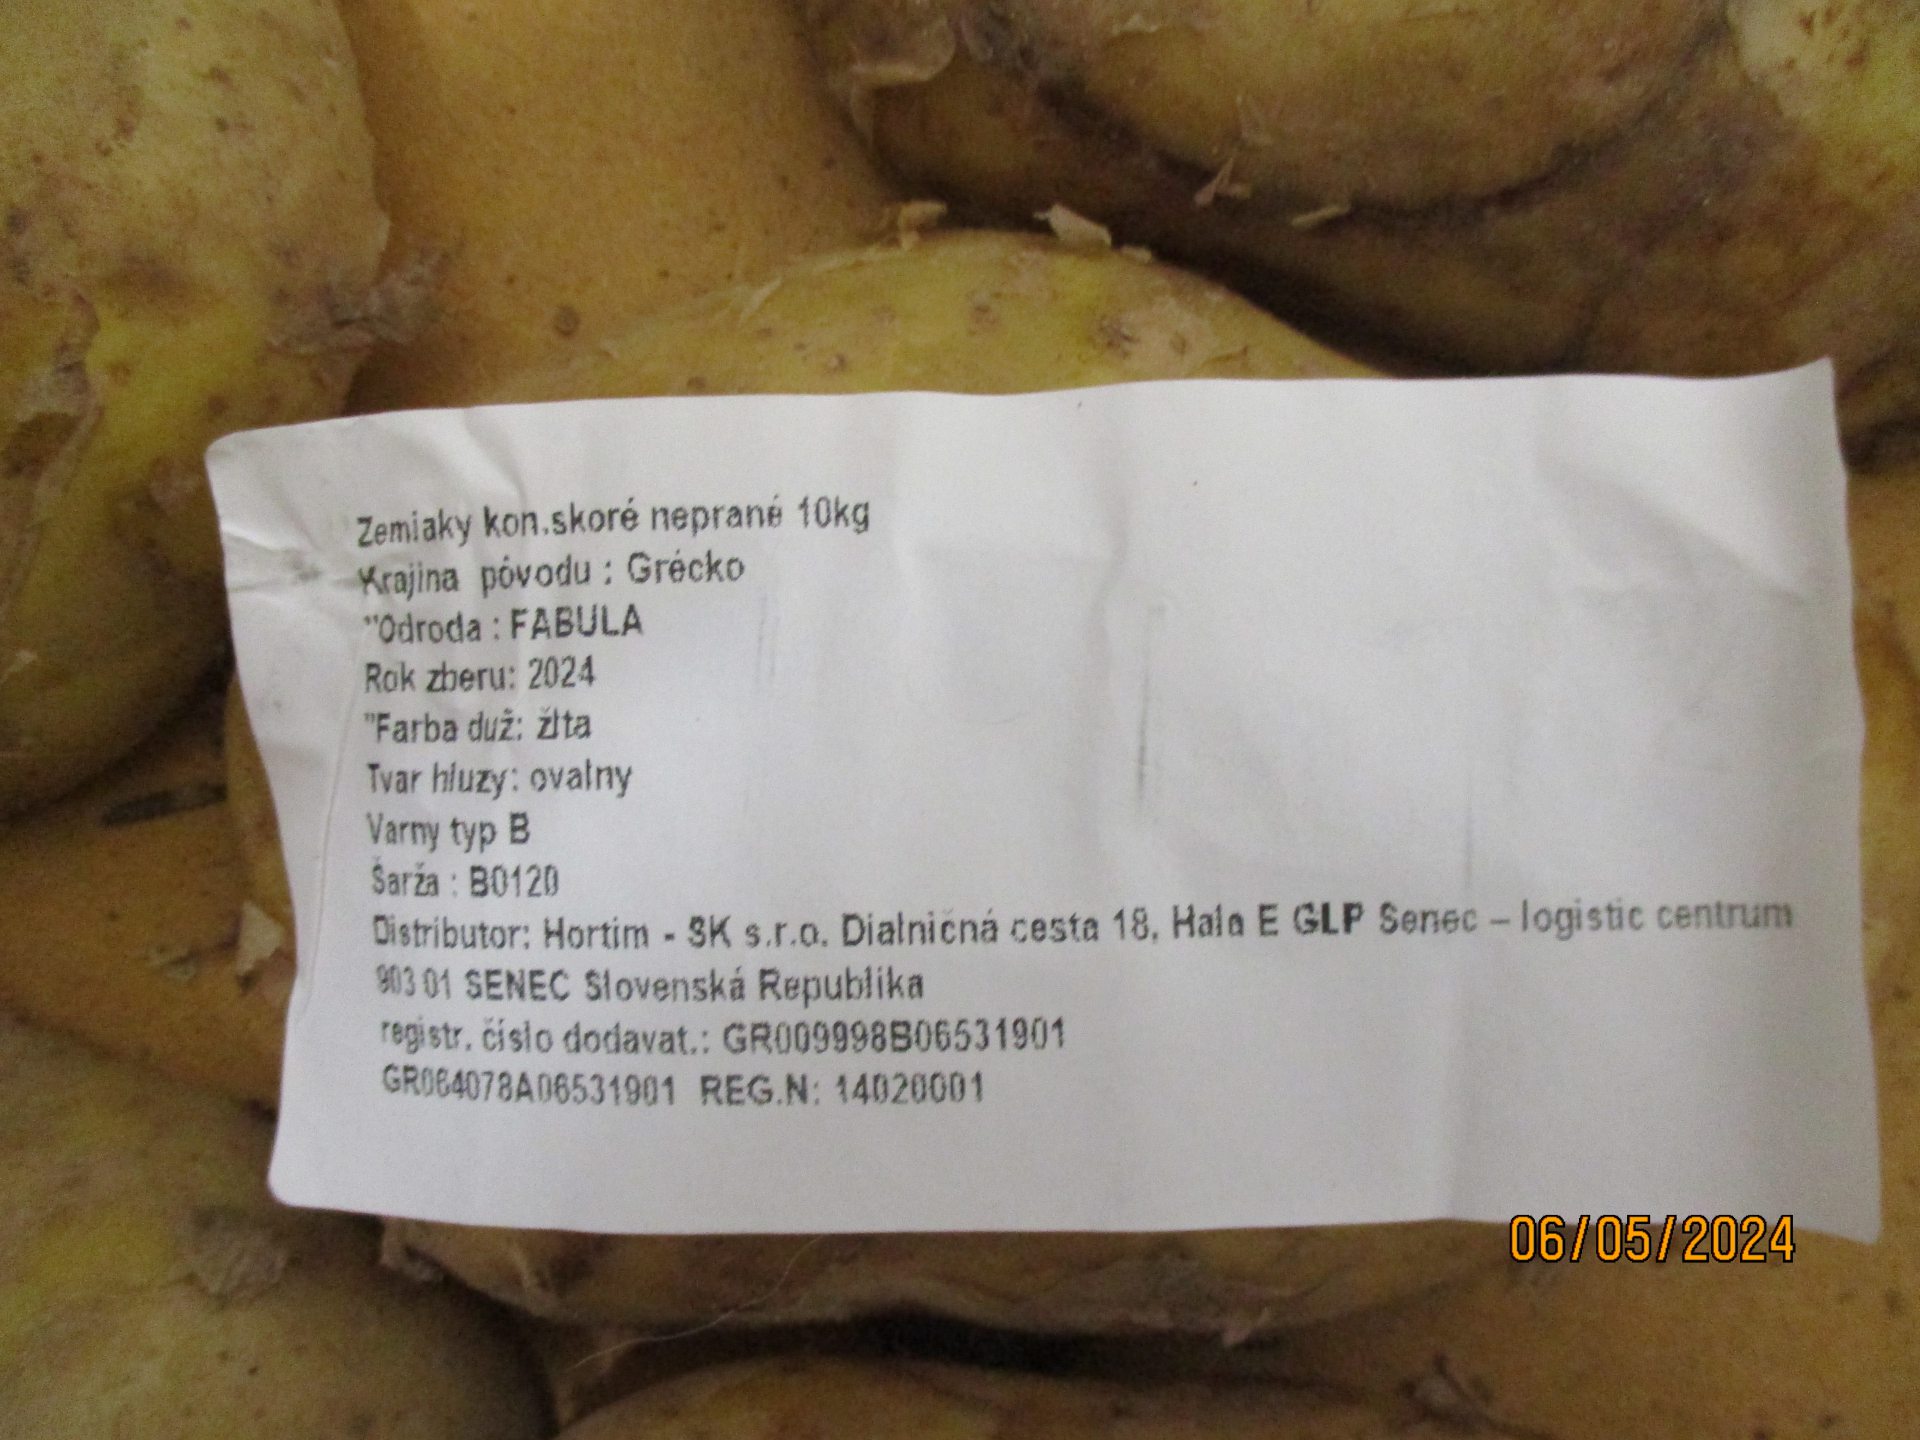 Zemiaky kon.skoré neprané 10kg
Krajina pôvodu : Grécko
"Odroda : FABULA
Rok zberu: 2024
"Farba duž: žlta
Tvar hluzy: ovalny
Varny typ B
Šarža : B0120
Distributor: Hortim - SK s.r.o. Dialničná cesta 18, Hala E GLP Senec – logistic centrum
903 01 SENEC Slovenská Republika
registr. číslo dodavat.: GR009998B06531901
GR064078A06531901 REG.N: 14020001
06/05/2024